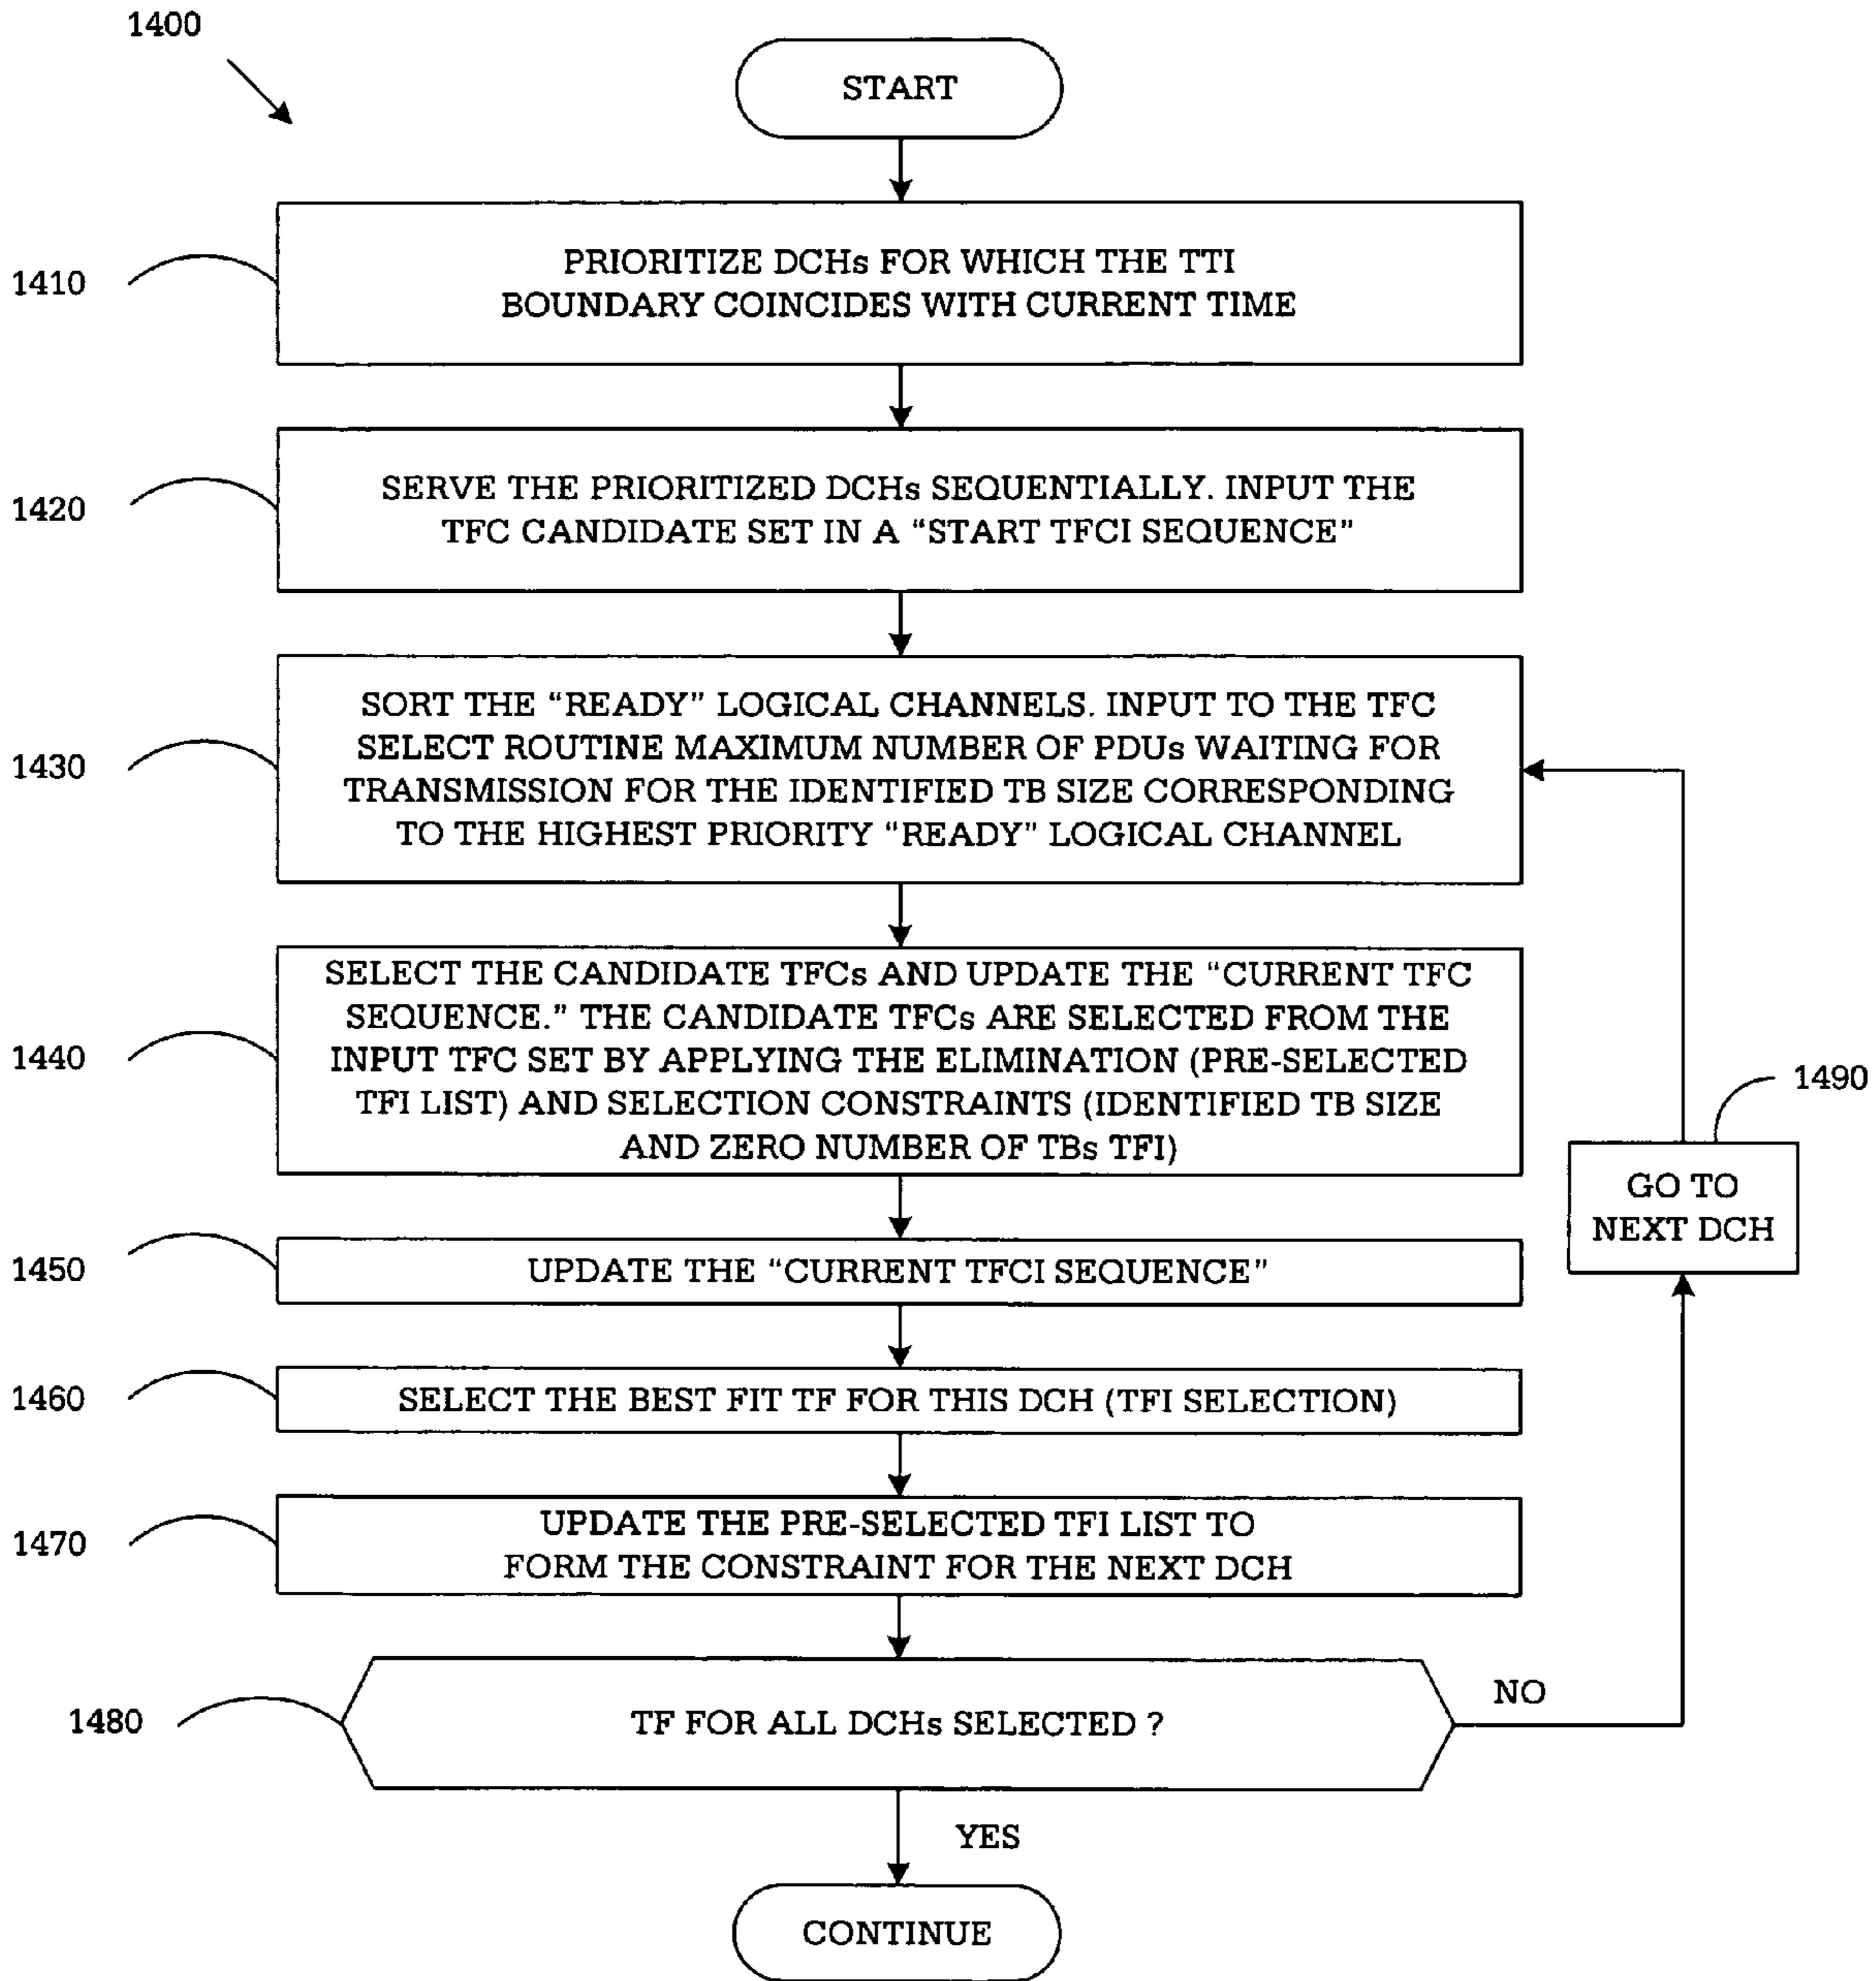 1400
START
1410
PRIORITIZE DCHs FOR WHICH THE TTI
BOUNDARY COINCIDES WITH CURRENT TIME
1420
SERVE THE PRIORITIZED DCHs SEQUENTIALLY. INPUT THE
TFC CANDIDATE SET IN A “START TFCI SEQUENCE”
1430
SORT THE “READY” LOGICAL CHANNELS. INPUT TO THE TFC
SELECT ROUTINE MAXIMUM NUMBER OF PDUs WAITING FOR
TRANSMISSION FOR THE IDENTIFIED TB SIZE CORRESPONDING
TO THE HIGHEST PRIORITY “READY” LOGICAL CHANNEL
1440
SELECT THE CANDIDATE TFCs AND UPDATE THE “CURRENT TFC
SEQUENCE.” THE CANDIDATE TFCs ARE SELECTED FROM THE
INPUT TFC SET BY APPLYING THE ELIMINATION (PRE-SELECTED
TFI LIST) AND SELECTION CONSTRAINTS (IDENTIFIED TB SIZE
AND ZERO NUMBER OF TBs TFI)
1490
GO TO
NEXT DCH
1450
UPDATE THE “CURRENT TFCI SEQUENCE”
1460
SELECT THE BEST FIT TF FOR THIS DCH (TFI SELECTION)
1470
UPDATE THE PRE-SELECTED TFI LIST TO
FORM THE CONSTRAINT FOR THE NEXT DCH
1480
TF FOR ALL DCHs SELECTED ?
NO
YES
CONTINUE